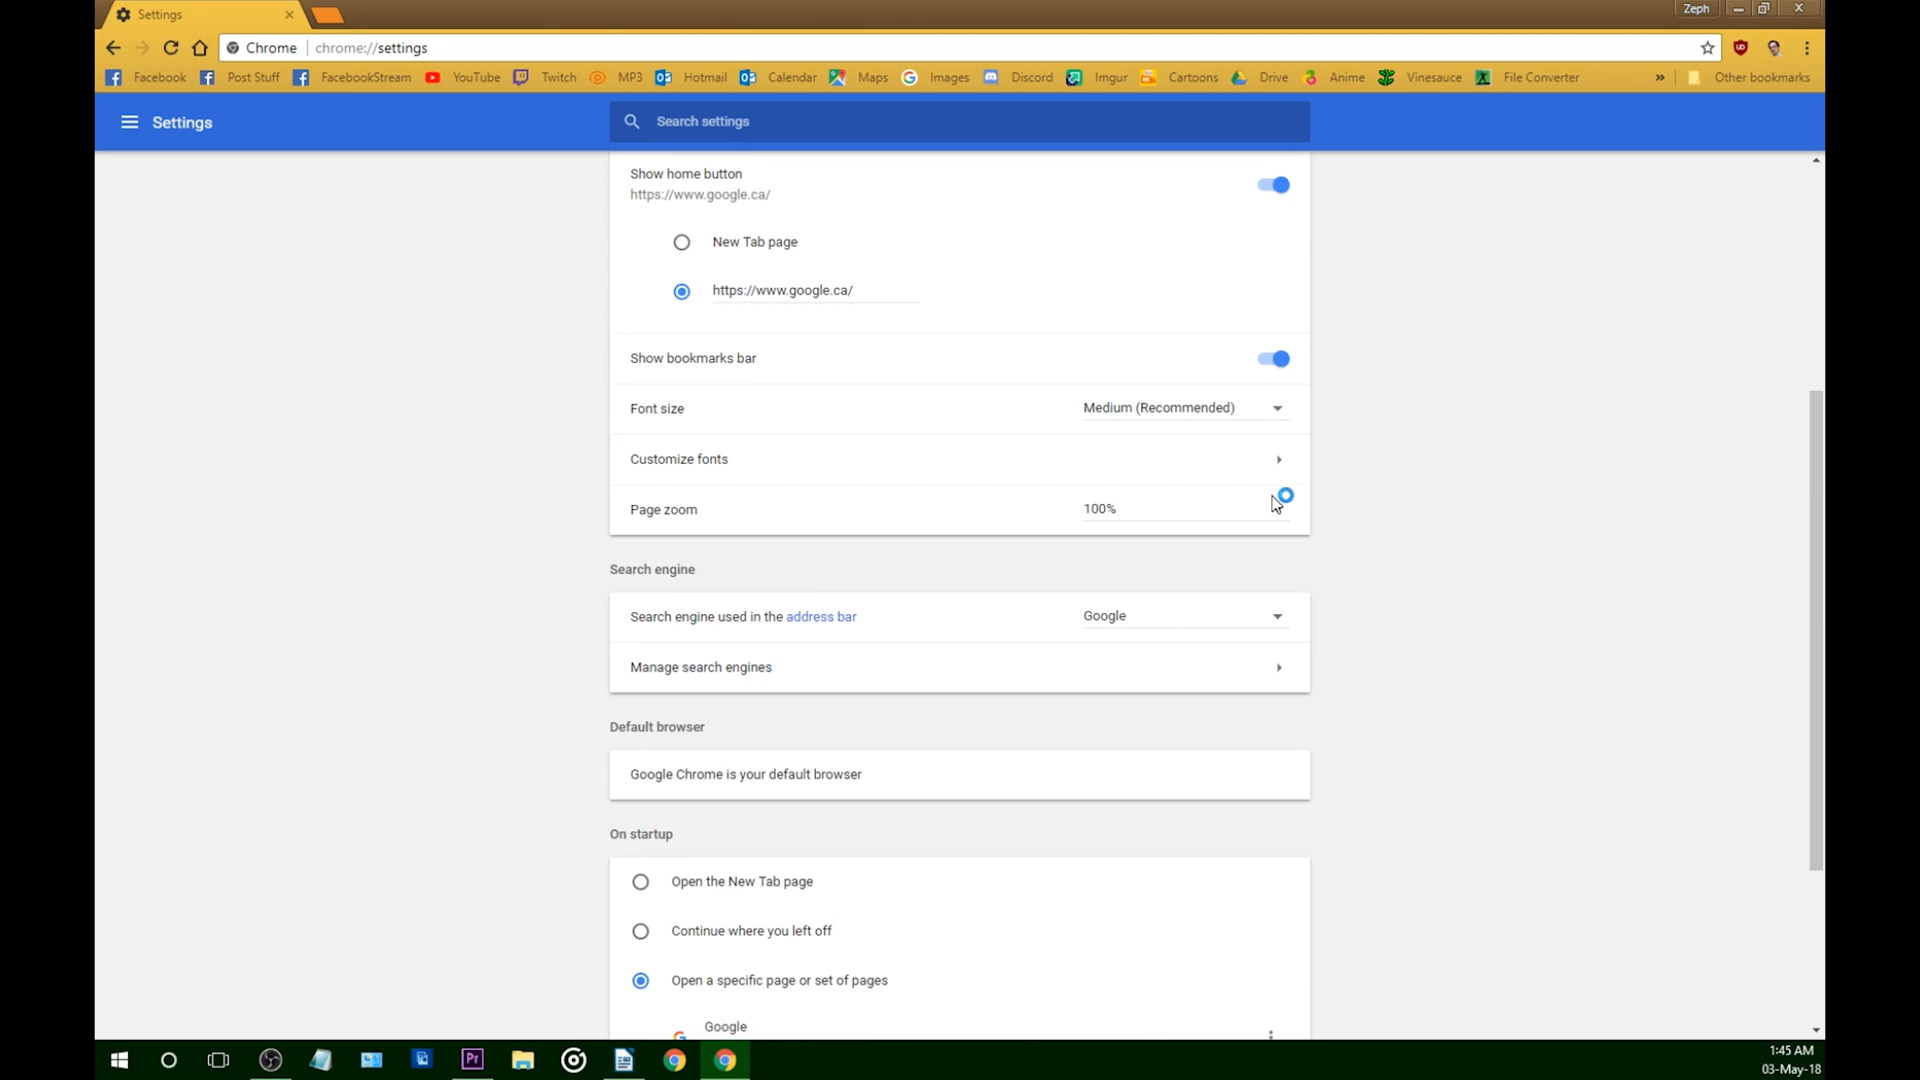 Settings
Zeph
Chrome chrome://settings
Facebook Post Stuff FacebookStream YouTube Twitch MP3 Hotmail Calendar Maps Images Discord Imgur Cartoons Drive Anime Vinesauce File Converter » Other bookmarks
Settings
Search settings
Show home button
https://www.google.ca/
New Tab page
https://www.google.ca/
Show bookmarks bar
Font size Medium (Recommended)
Customize fonts
Page zoom 100%
Search engine
Search engine used in the address bar Google
Manage search engines
Default browser
Google Chrome is your default browser
On startup
Open the New Tab page
Continue where you left off
Open a specific page or set of pages
Google
Pr
1:45 AM
03-May-18